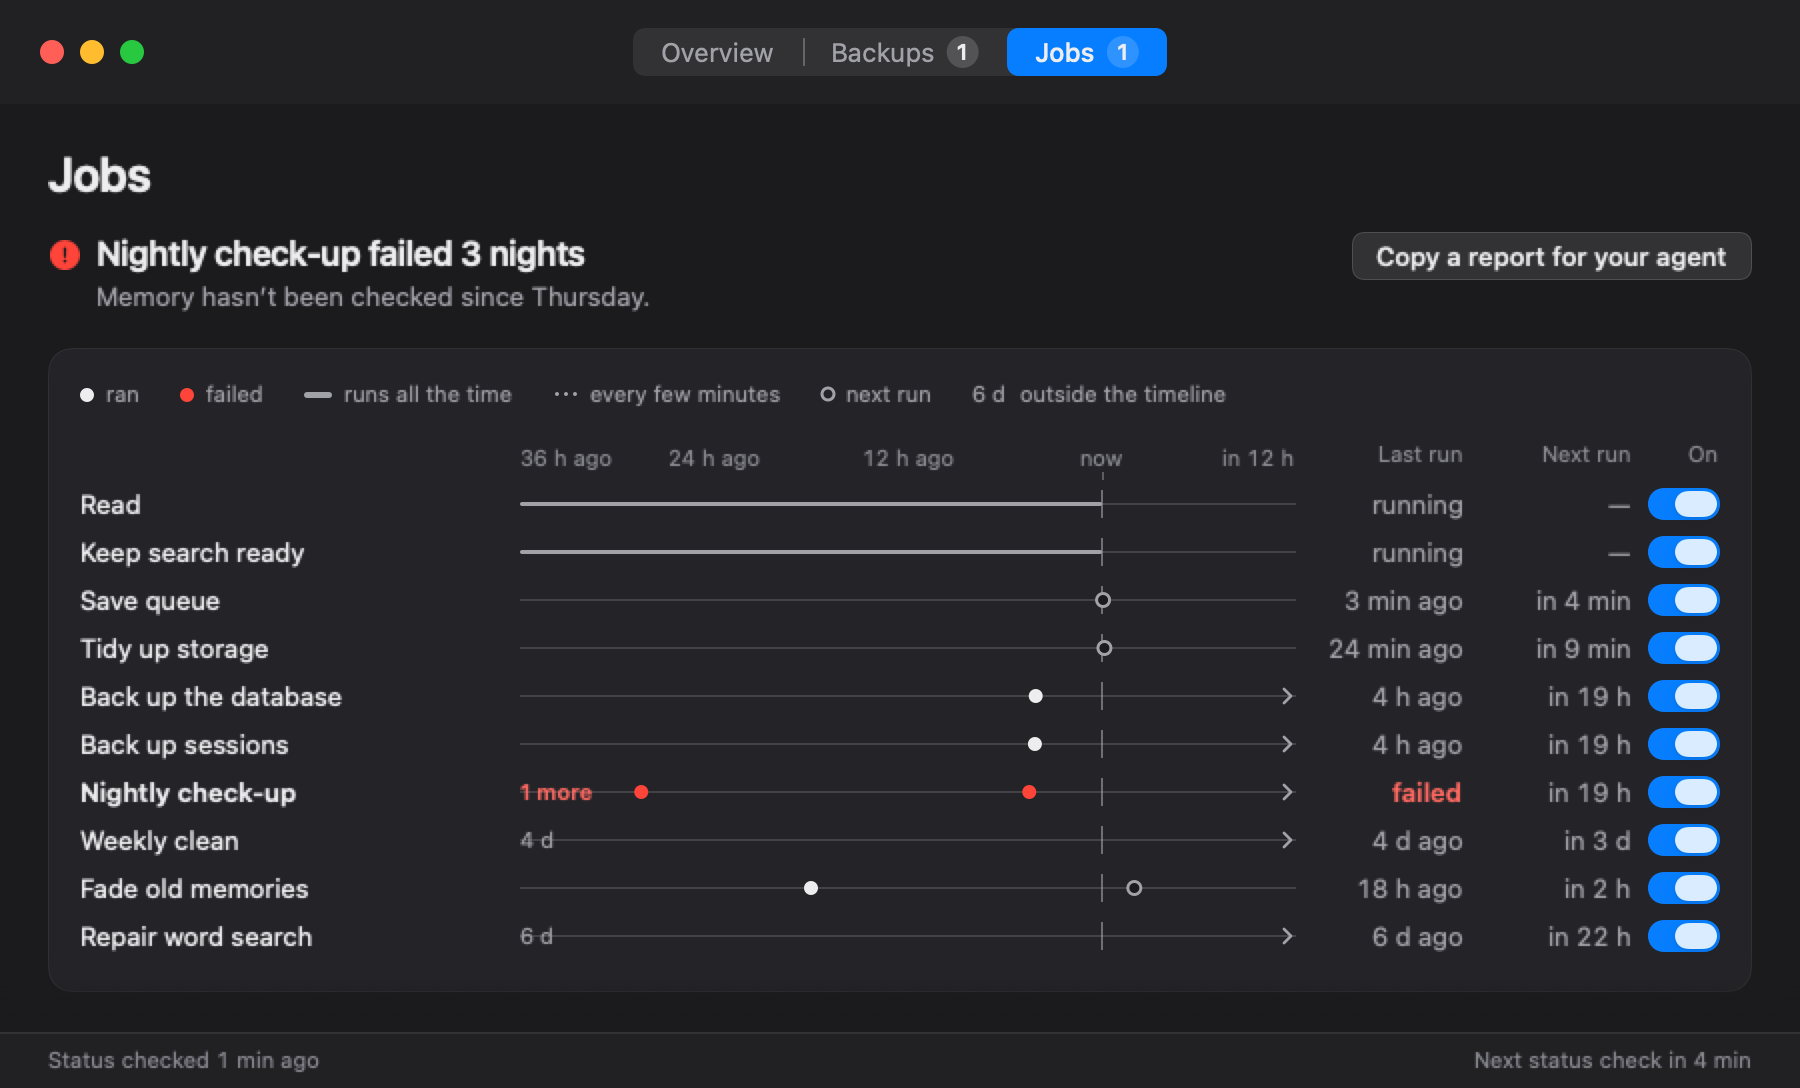 Overview Backups 1 Jobs 1
Jobs
! Nightly check-up failed 3 nights
Copy a report for your agent
Memory hasn’t been checked since Thursday.
ran failed runs all the time ··· every few minutes next run 6 d outside the timeline
36 h ago 24 h ago 12 h ago now in 12 h Last run Next run On
Read running —
Keep search ready running —
Save queue 3 min ago in 4 min
Tidy up storage 24 min ago in 9 min
Back up the database 4 h ago in 19 h
Back up sessions 4 h ago in 19 h
Nightly check-up 1 more failed in 19 h
Weekly clean 4 d 4 d ago in 3 d
Fade old memories 18 h ago in 2 h
Repair word search 6 d 6 d ago in 22 h
Status checked 1 min ago Next status check in 4 min